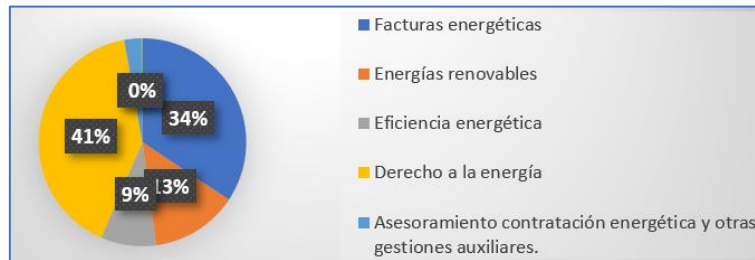 Facturas energéticas
Energías renovables
Eficiencia energética
Derecho a la energía
Asesoramiento contratación energética y otras
gestiones auxiliares.
0%
34%
41%
13%
9%